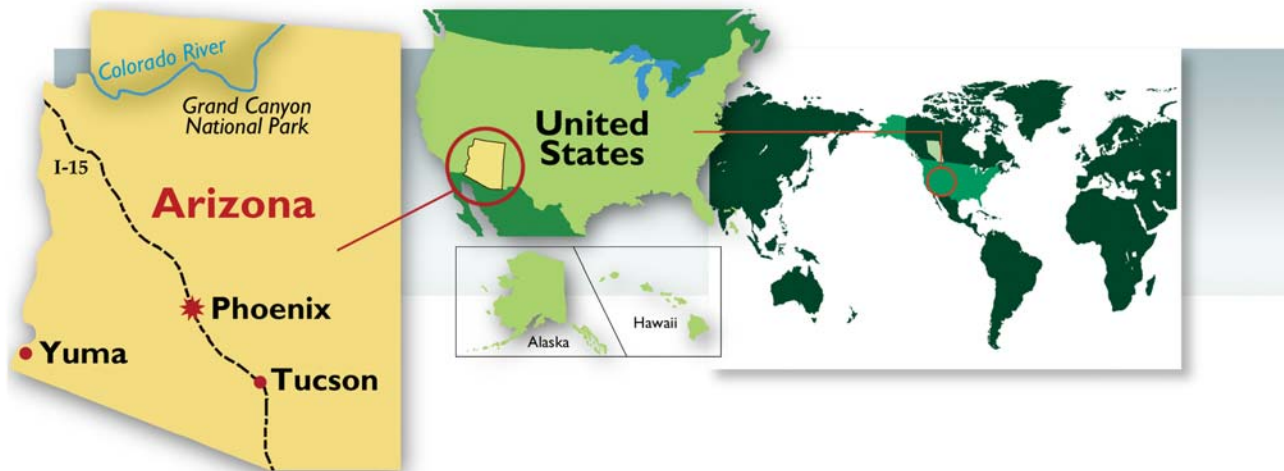 Colorado River
Grand Canyon
National Park
I-15
Arizona
Phoenix
Yuma
Tucson
United
States
Alaska
Hawaii